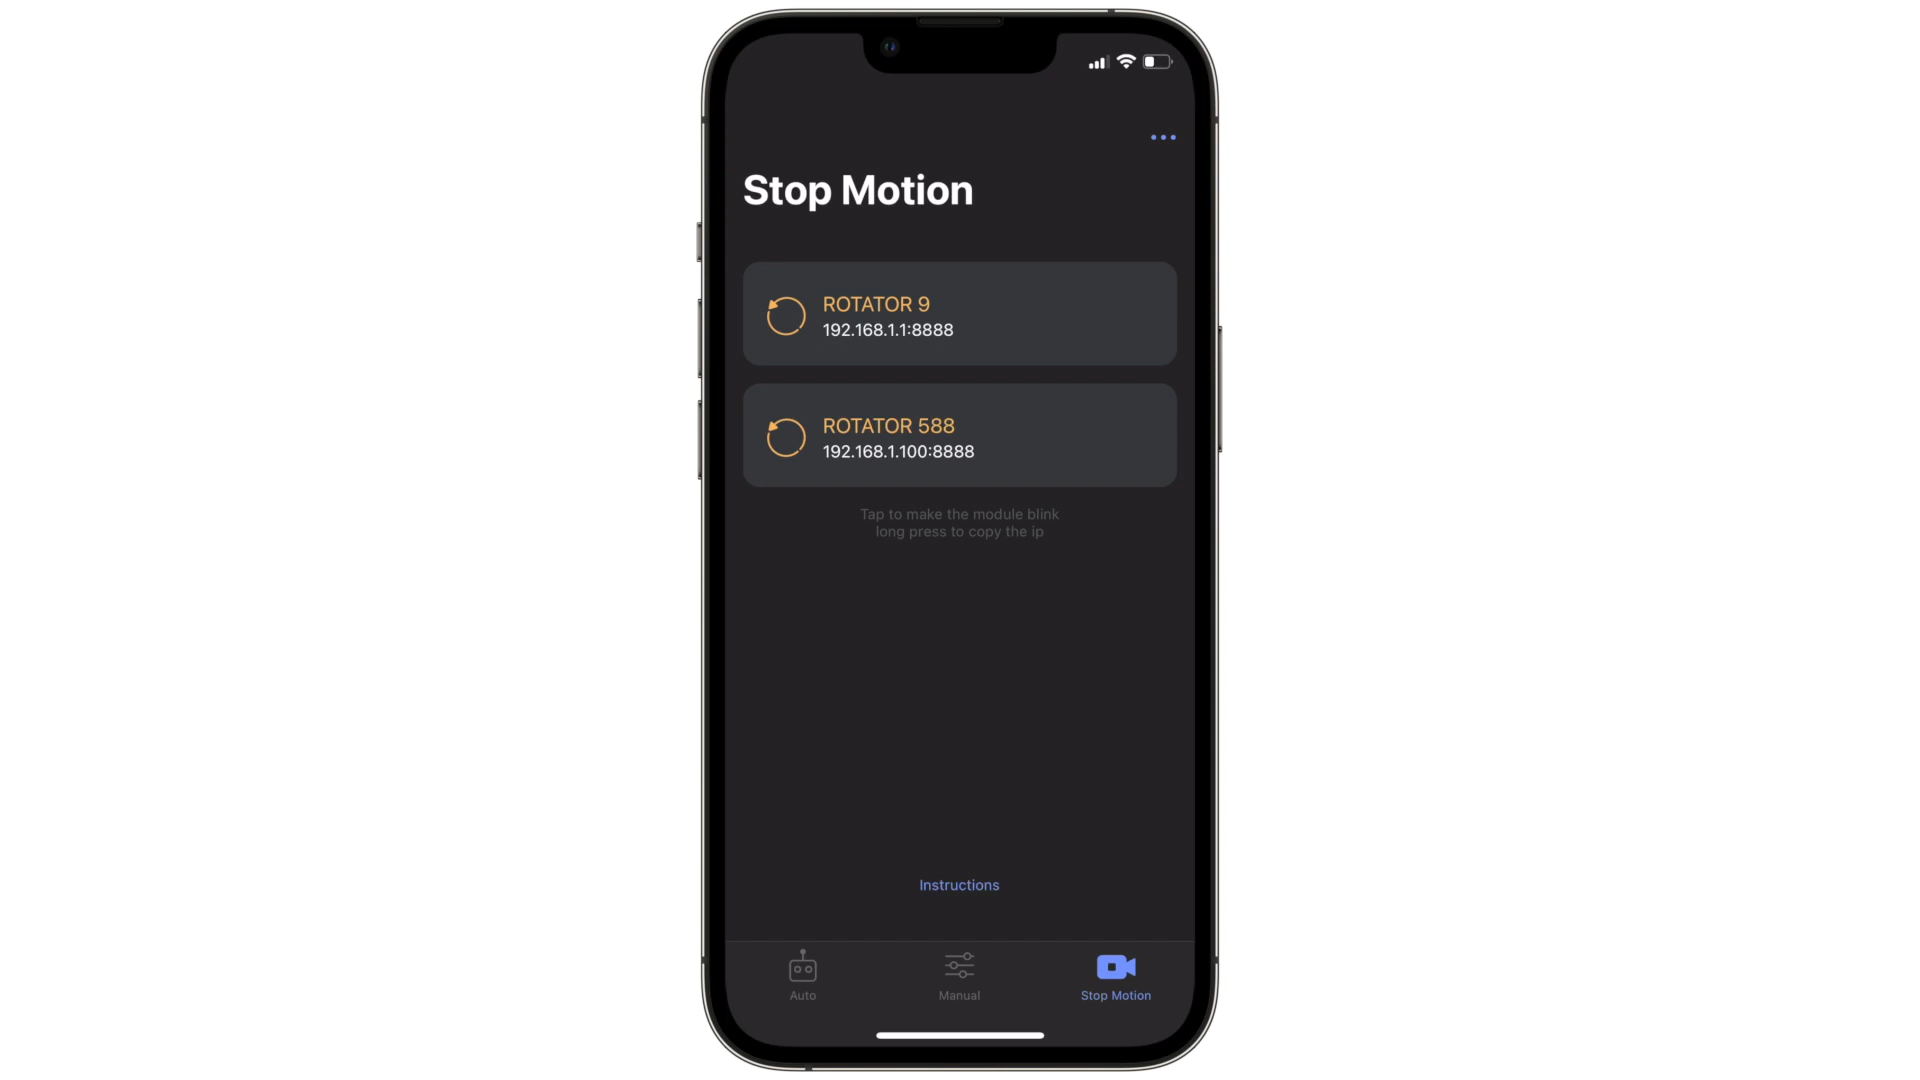 Stop Motion
ROTATOR 9
192.168.1.1:8888
ROTATOR 588
192.168.1.100:8888
Tap to make the module blink
long press to copy the ip
Instructions
Auto
Manual
Stop Motion